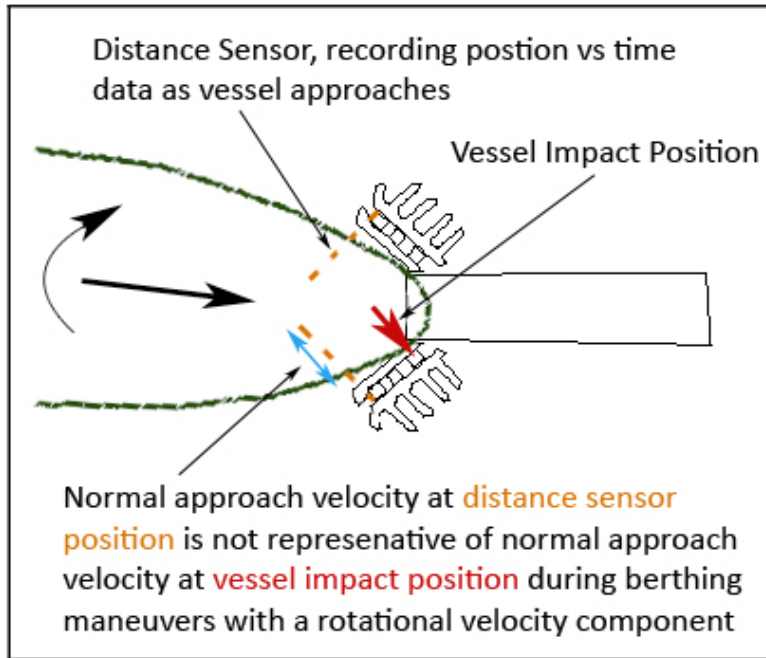 Distance Sensor, recording postion vs time
data as vessel approaches
Vessel Impact Position
Normal approach velocity at distance sensor
position is not represenative of normal approach
velocity at vessel impact position during berthing
maneuvers with a rotational velocity component